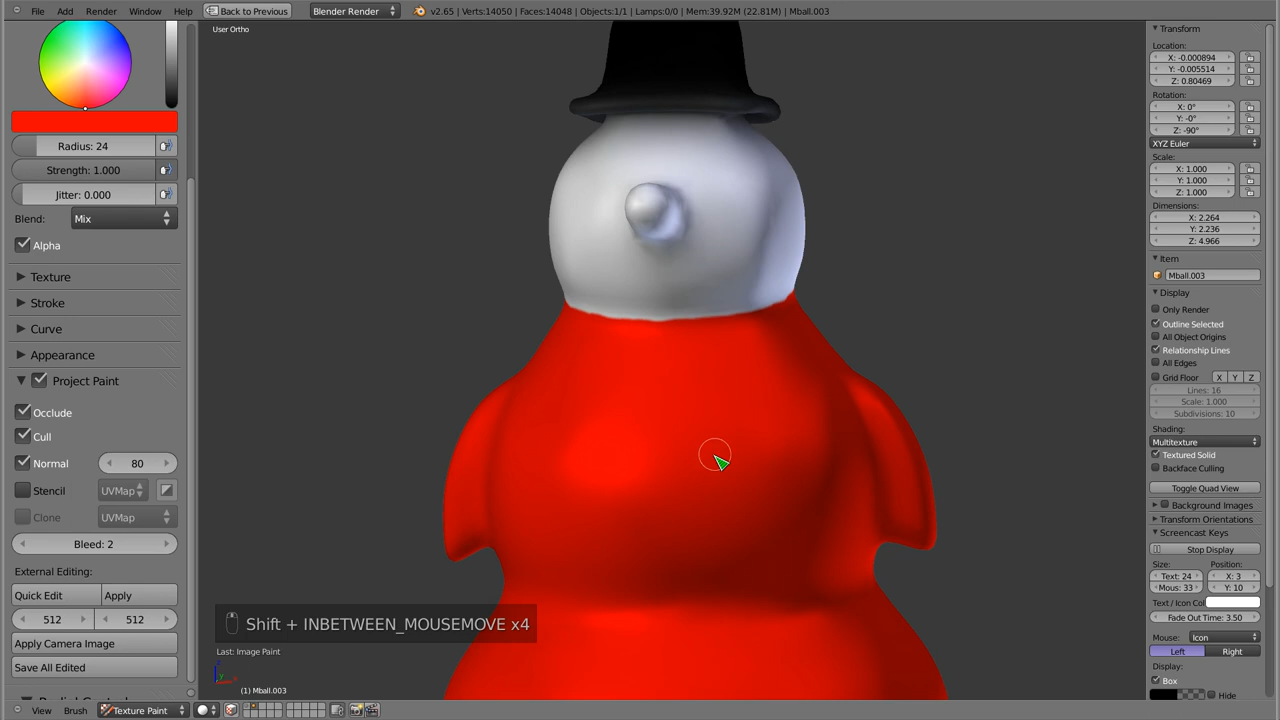 File Add Render Window Help Back to Previous Blender Render v2.65 | Verts:14050 | Faces:14048 | Objects:1/1 | Lamps:0/0 | Mem:39.92M (22.81M) | Mball.003
User Ortho
Radius: 24
Strength: 1.000
Jitter: 0.000
Blend: Mix
Alpha
Texture
Stroke
Curve
Appearance
Project Paint
Occlude
Cull
Normal 80
Stencil UVMap
Clone UVMap
Bleed: 2
External Editing:
Quick Edit Apply
512 512
Apply Camera Image
Save All Edited
Shift + INBETWEEN_MOUSEMOVE x4
Last: Image Paint
(1) Mball.003
View Brush Texture Paint
Transform
Location:
X: -0.000894
Y: -0.005514
Z: 0.80469
Rotation:
X: 0°
Y: -0°
Z: -90°
XYZ Euler
Scale:
X: 1.000
Y: 1.000
Z: 1.000
Dimensions:
X: 2.264
Y: 2.236
Z: 4.966
Item
Mball.003
Display
Only Render
Outline Selected
All Object Origins
Relationship Lines
All Edges
Grid Floor X Y Z
Lines: 16
Scale: 1.000
Subdivisions: 10
Shading:
Multitexture
Textured Solid
Backface Culling
Toggle Quad View
Background Images
Transform Orientations
Screencast Keys
Stop Display
Size: Position:
Text: 24 X: 3
Mous: 33 Y: 10
Text / Icon Col
Fade Out Time: 3.50
Mouse: Icon
Left Right
Display:
Box
Hide